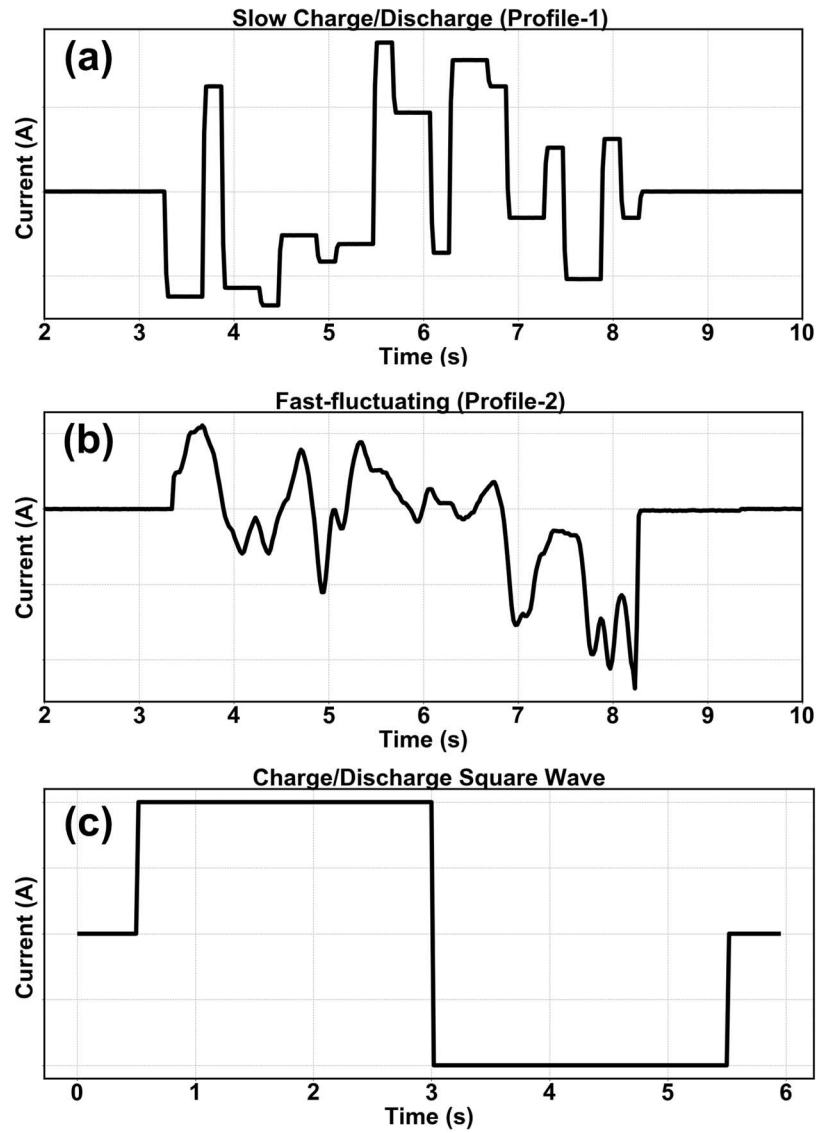 Slow Charge/Discharge (Profile-1)
(a)
Current (A)
2 3 4 5 6 7 8 9 10
Time (s)
Fast-fluctuating (Profile-2)
(b)
Current (A)
2 3 4 5 6 7 8 9 10
Time (s)
Charge/Discharge Square Wave
(c)
Current (A)
0 1 2 3 4 5 6
Time (s)